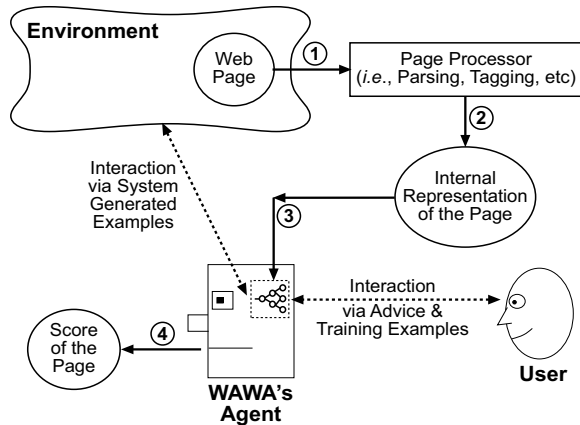 Environment
Web
Page
1
Page Processor
(i.e., Parsing, Tagging, etc)
2
Interaction
via System
Generated
Examples
Internal
Representation
of the Page
3
Interaction
via Advice &
Training Examples
Score
of the
Page
4
WAWA's
Agent
User